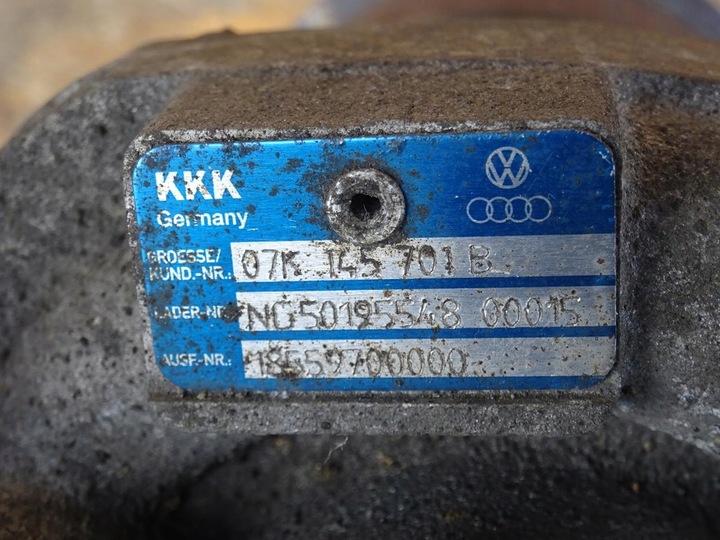 KKK
Germany
GROESSE/
KUND.-NR.: 07K 145 701 B
LADER-NR NG50195548 00015
AUSF.-NR.: 18559700000